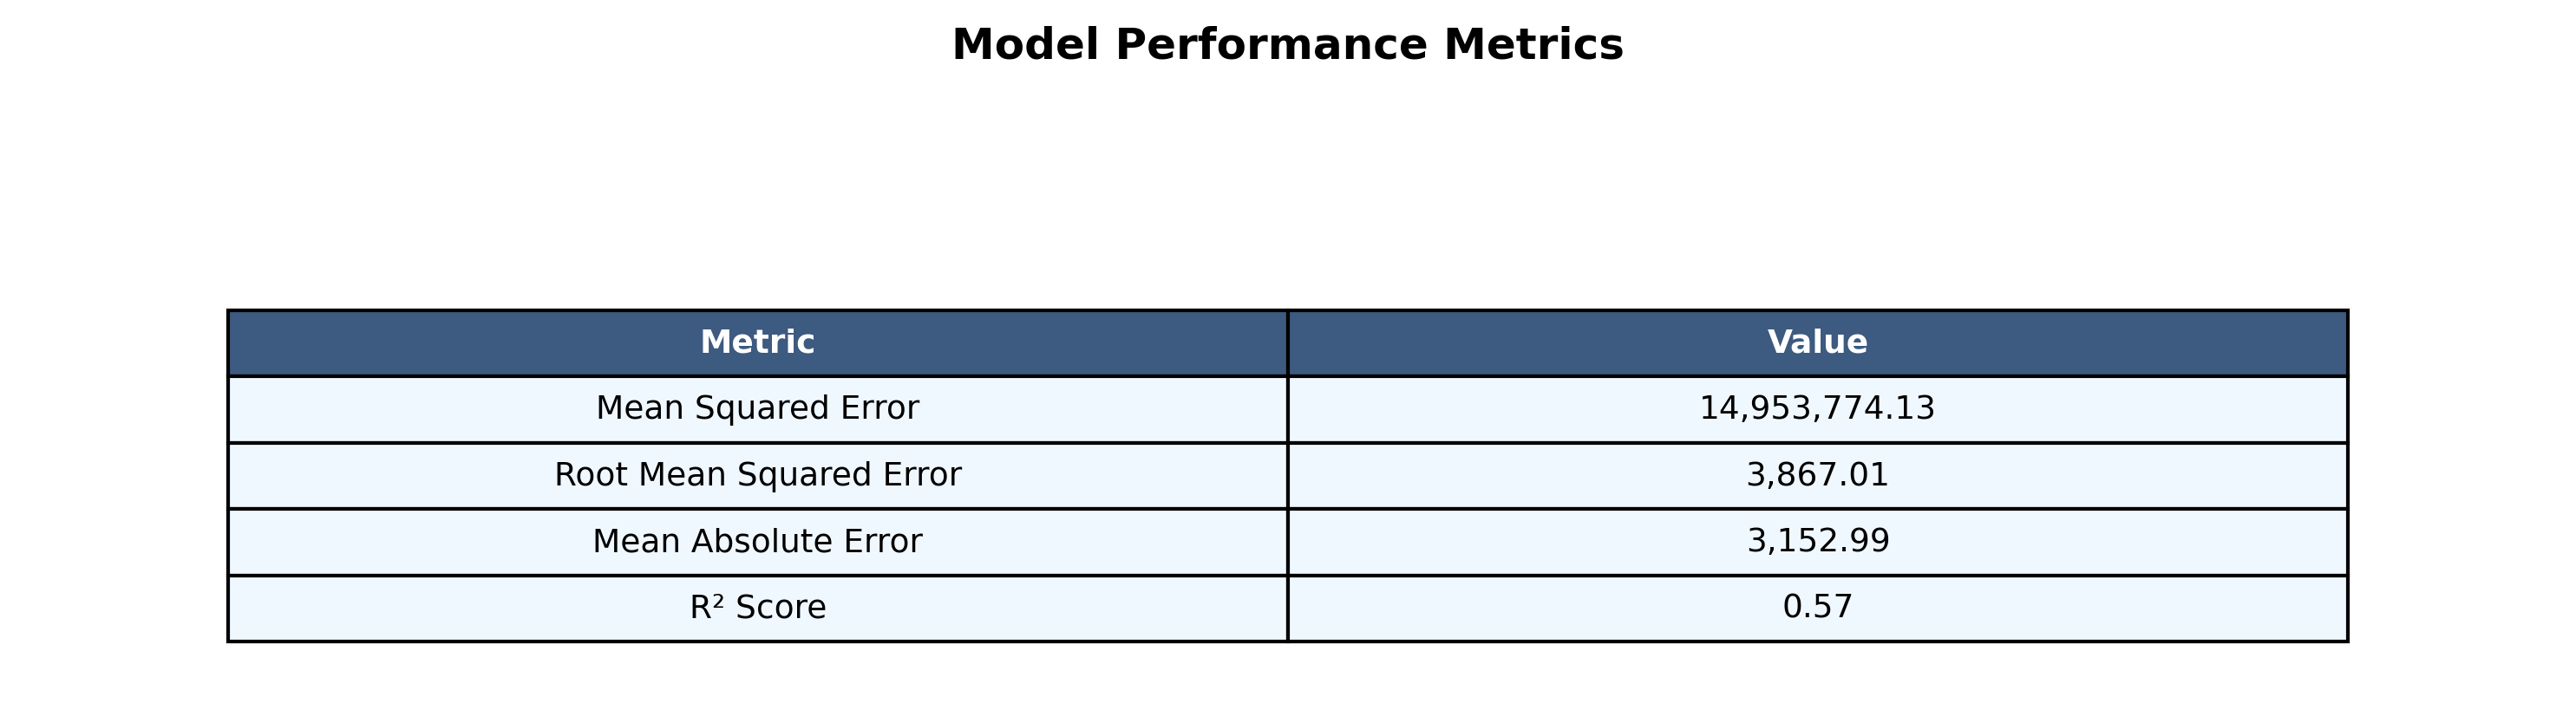 Model Performance Metrics
Metric Value
Mean Squared Error 14,953,774.13
Root Mean Squared Error 3,867.01
Mean Absolute Error 3,152.99
R² Score 0.57